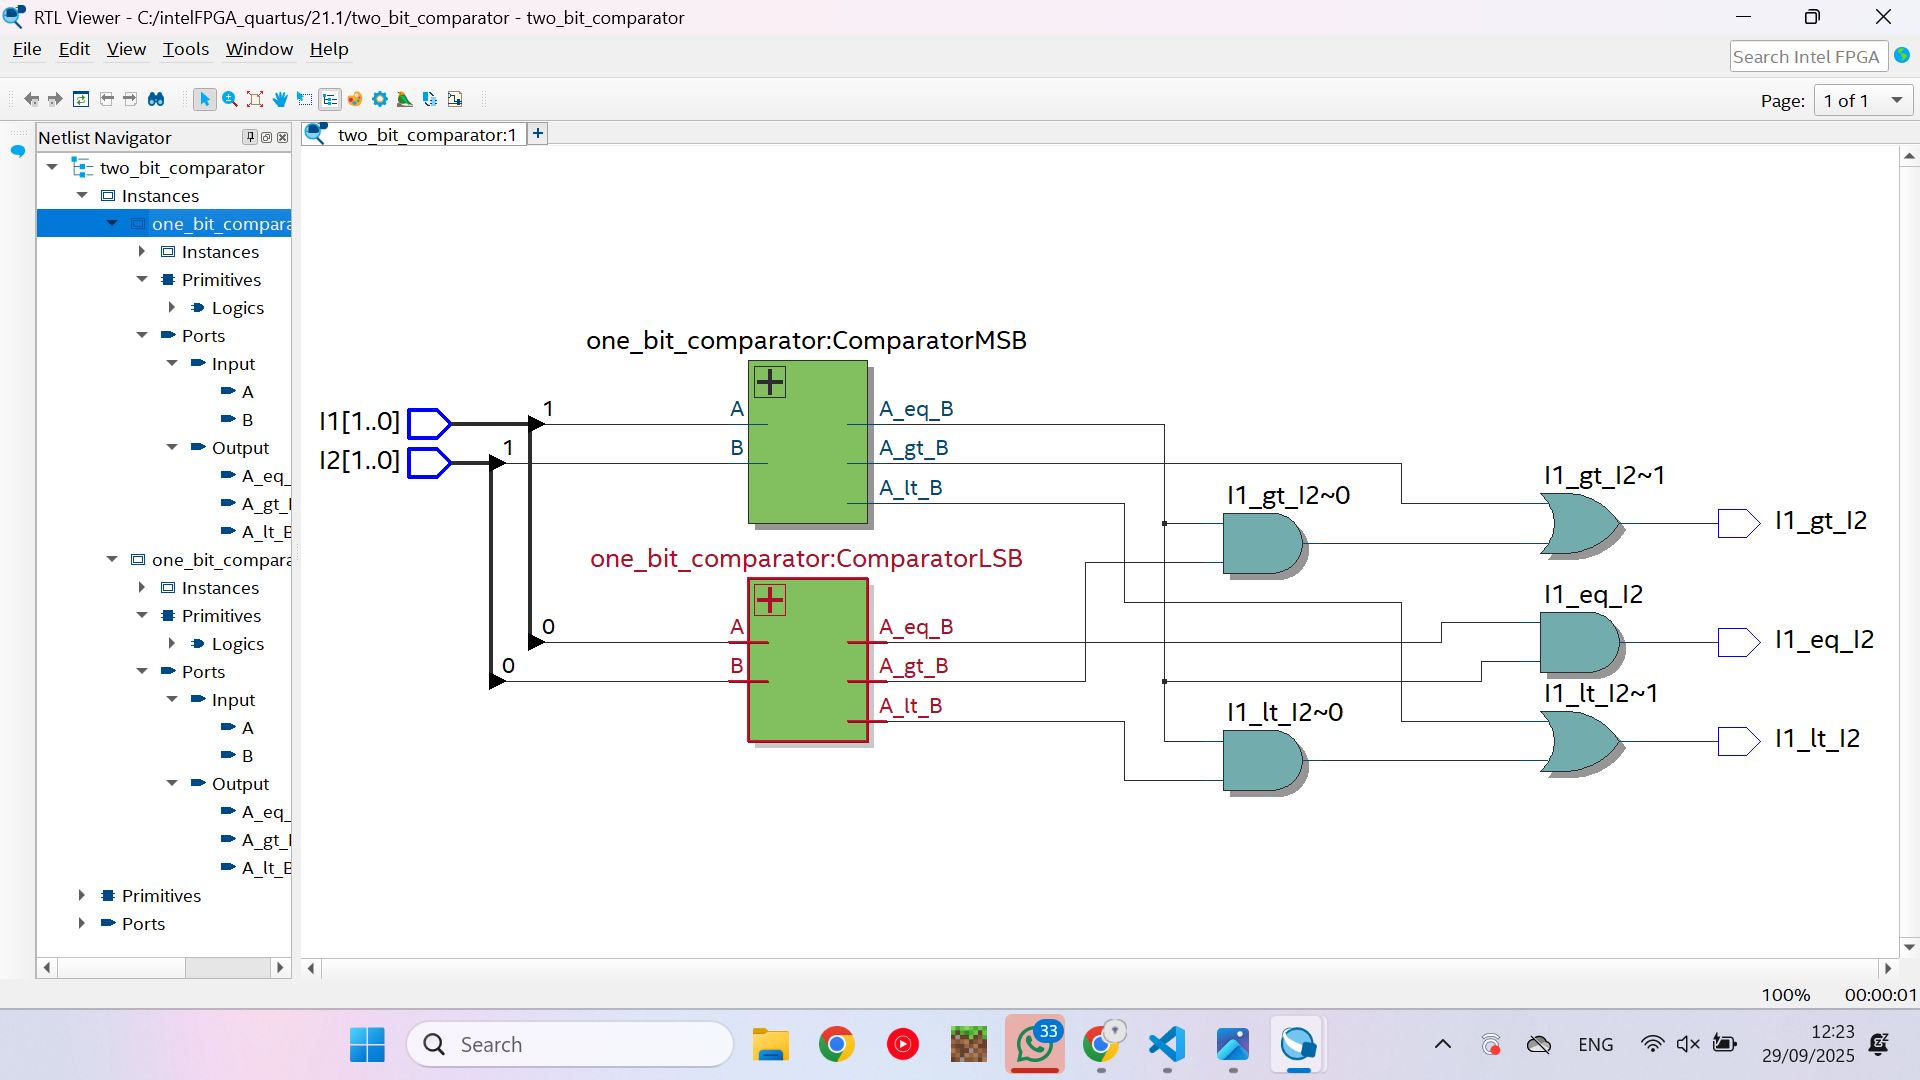 RTL Viewer - C:/intelFPGA_quartus/21.1/two_bit_comparator - two_bit_comparator
File Edit View Tools Window Help
Search Intel FPGA
Page: 1 of 1
Netlist Navigator
two_bit_comparator:1
two_bit_comparator
Instances
one_bit_compara
Instances
Primitives
Logics
Ports
Input
A
B
Output
A_eq_
A_gt_
A_lt_B
one_bit_compara
Instances
Primitives
Logics
Ports
Input
A
B
Output
A_eq_
A_gt_
A_lt_B
Primitives
Ports
one_bit_comparator:ComparatorMSB
I1[1..0]
1
A
A_eq_B
I2[1..0]
1
B
A_gt_B
A_lt_B
one_bit_comparator:ComparatorLSB
0
A
A_eq_B
0
B
A_gt_B
A_lt_B
I1_gt_I2~0
I1_lt_I2~0
I1_gt_I2~1
I1_gt_I2
I1_eq_I2
I1_eq_I2
I1_lt_I2~1
I1_lt_I2
100% 00:00:01
Search
33
ENG
12:23
29/09/2025